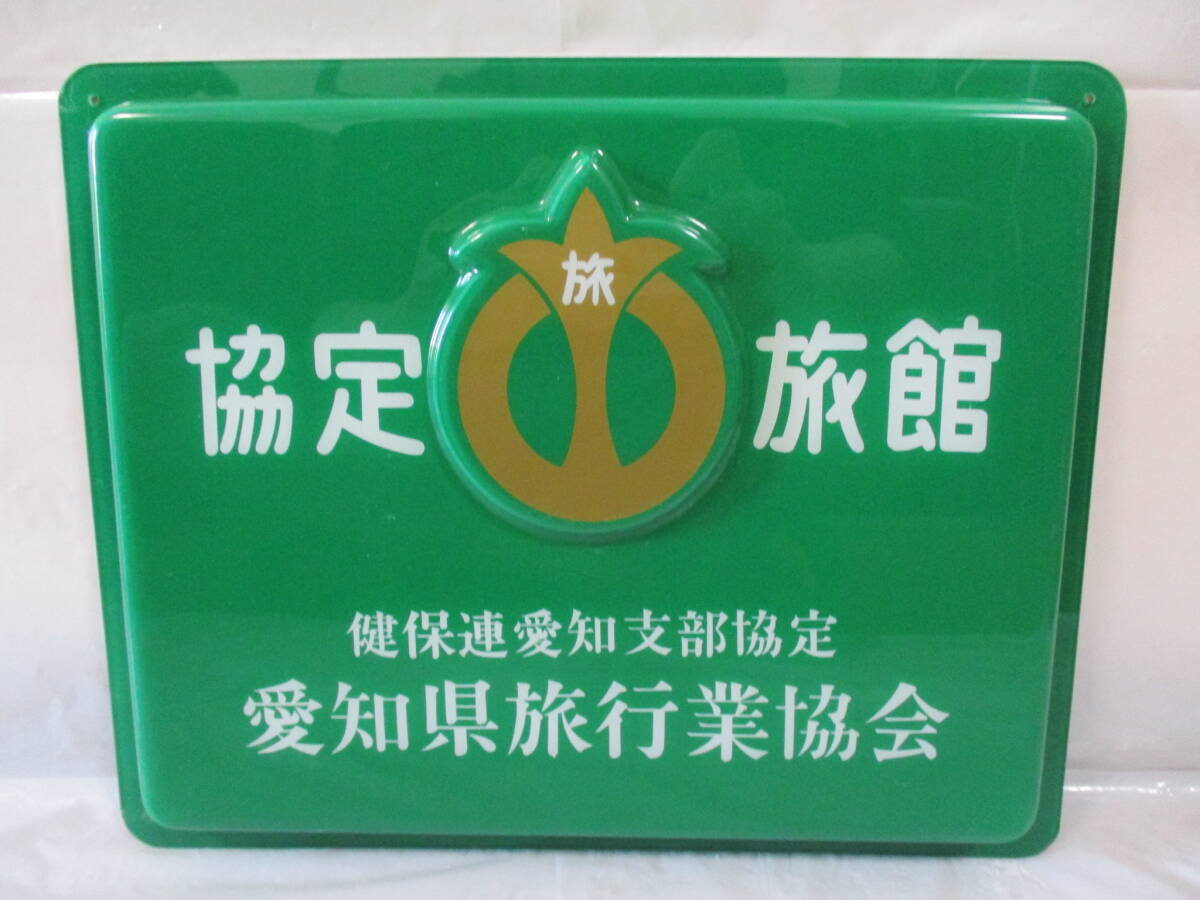 旅
協定 旅館
健保連愛知支部協定
愛知県旅行業協会